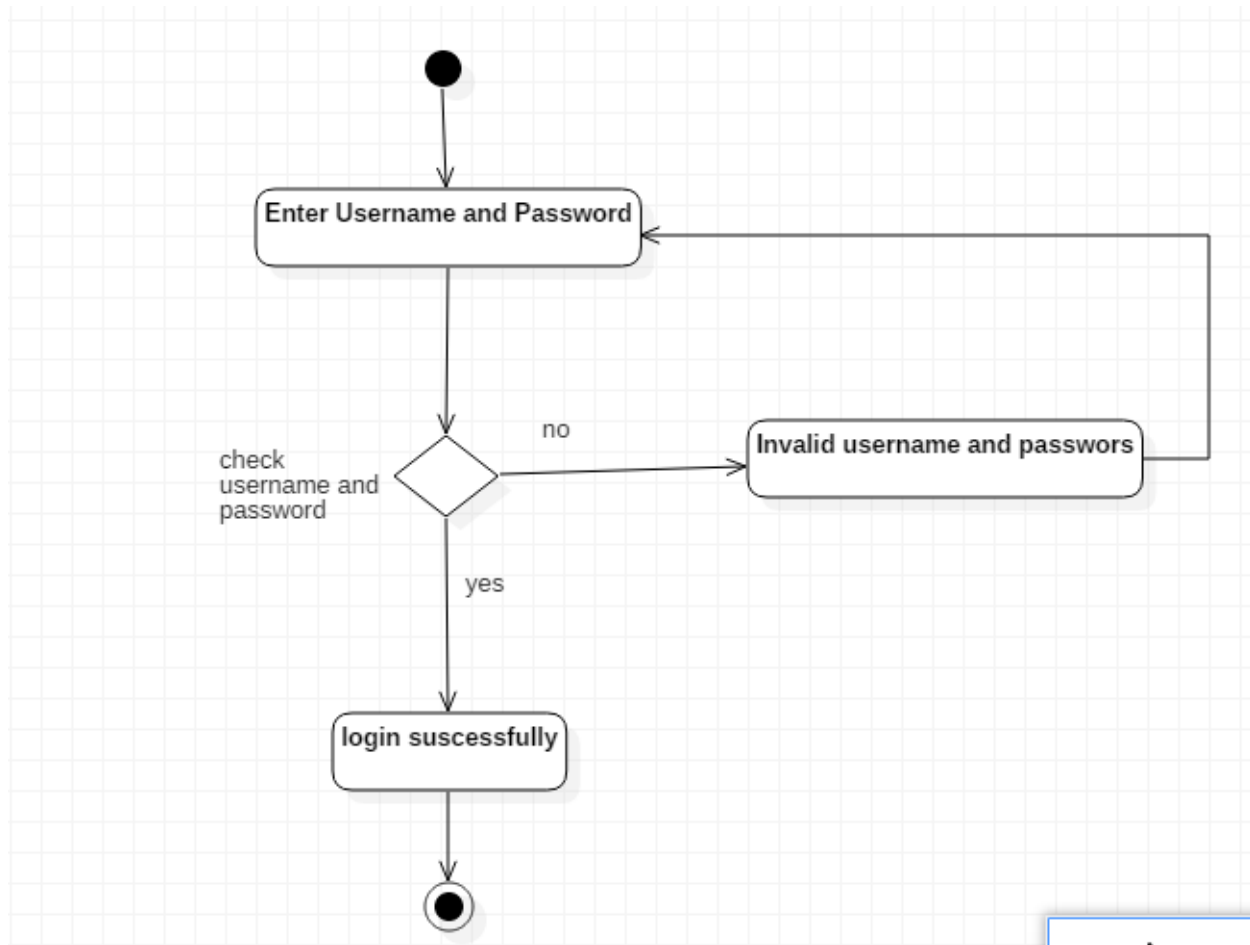 Enter Username and Password
no
Invalid username and passwors
check
username and
password
yes
login suscessfully